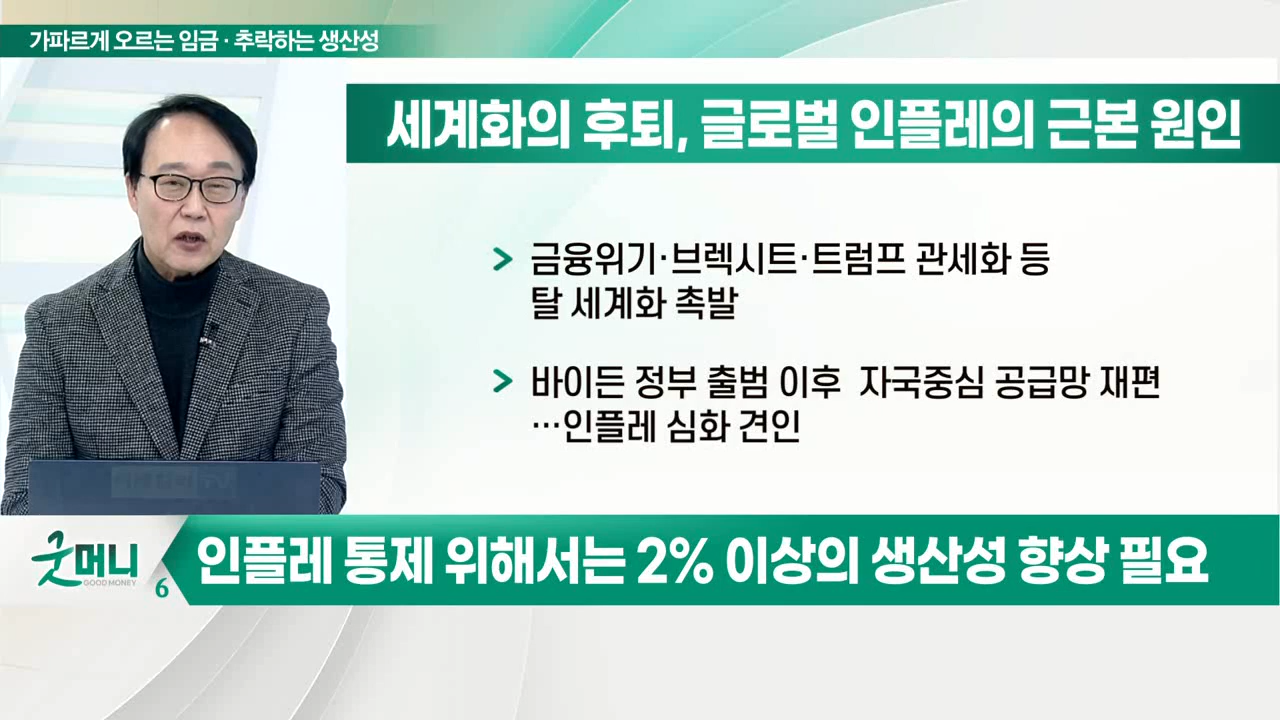 가파르게 오르는 임금·추락하는 생산성
세계화의 후퇴, 글로벌 인플레의 근본 원인
금융위기·브렉시트·트럼프 관세화 등
탈 세계화 촉발
바이든 정부 출범 이후 자국중심 공급망 재편
…인플레 심화 견인
굿머니
GOOD MONEY
6
인플레 통제 위해서는 2% 이상의 생산성 향상 필요